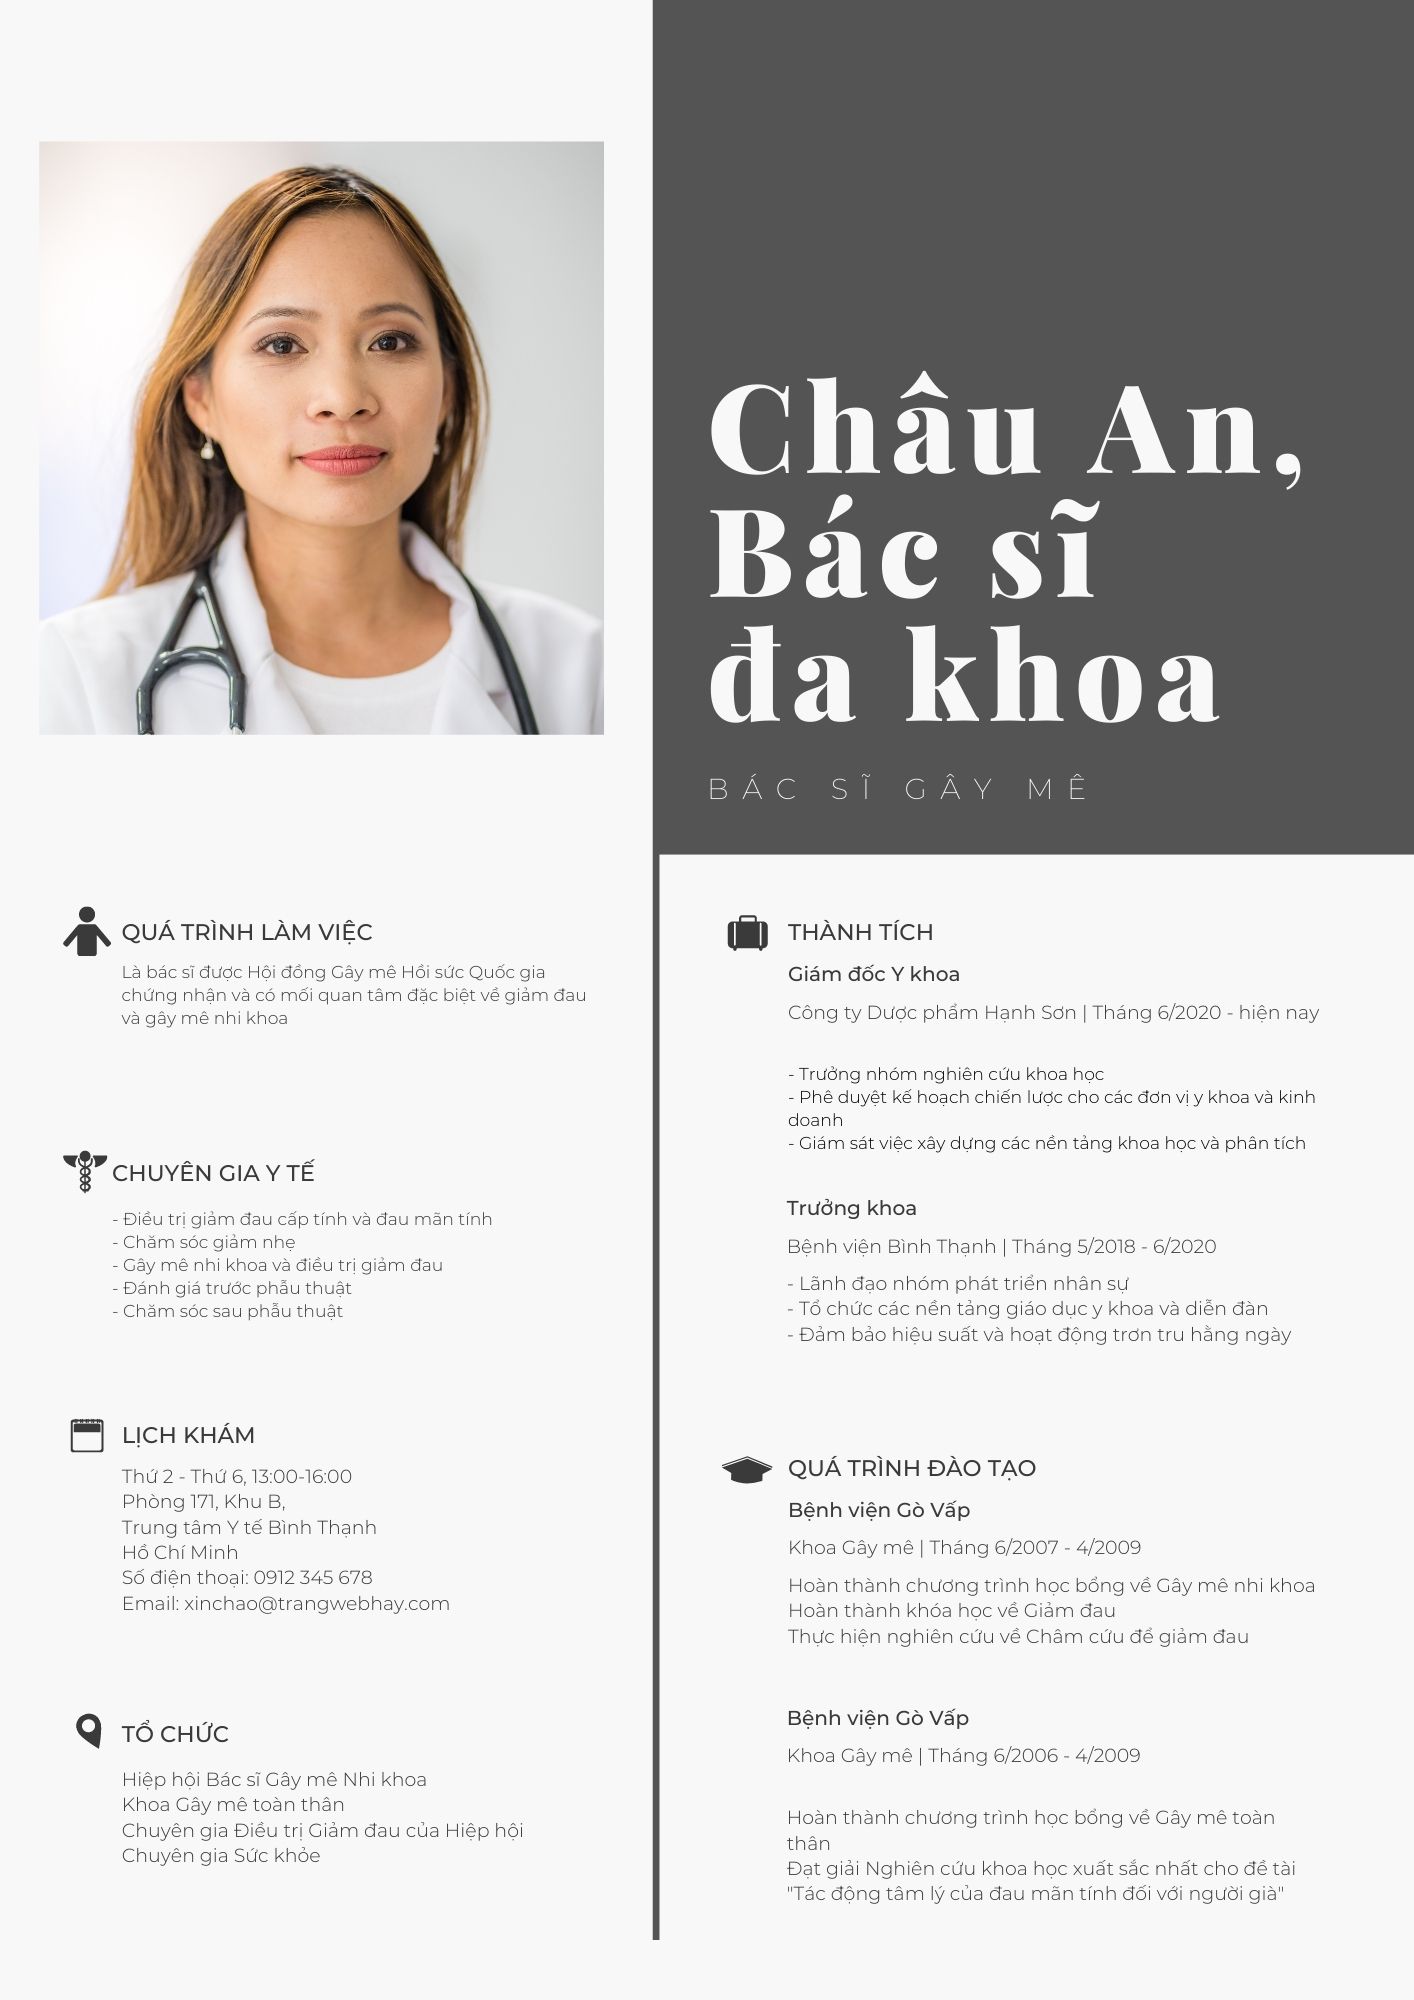 Châu An,
Bác sĩ
đa khoa
BÁC SĨ GÂY MÊ
QUÁ TRÌNH LÀM VIỆC
Là bác sĩ được Hội đồng Gây mê Hồi sức Quốc gia
chứng nhận và có mối quan tâm đặc biệt về giảm đau
và gây mê nhi khoa
CHUYÊN GIA Y TẾ
- Điều trị giảm đau cấp tính và đau mãn tính
- Chăm sóc giảm nhẹ
- Gây mê nhi khoa và điều trị giảm đau
- Đánh giá trước phẫu thuật
- Chăm sóc sau phẫu thuật
LỊCH KHÁM
Thứ 2 - Thứ 6, 13:00-16:00
Phòng 171, Khu B,
Trung tâm Y tế Bình Thạnh
Hồ Chí Minh
Số điện thoại: 0912 345 678
Email: xinchao@trangwebhay.com
TỔ CHỨC
Hiệp hội Bác sĩ Gây mê Nhi khoa
Khoa Gây mê toàn thân
Chuyên gia Điều trị Giảm đau của Hiệp hội
Chuyên gia Sức khỏe
THÀNH TÍCH
Giám đốc Y khoa
Công ty Dược phẩm Hạnh Sơn | Tháng 6/2020 - hiện nay
- Trưởng nhóm nghiên cứu khoa học
- Phê duyệt kế hoạch chiến lược cho các đơn vị y khoa và kinh
doanh
- Giám sát việc xây dựng các nền tảng khoa học và phân tích
Trưởng khoa
Bệnh viện Bình Thạnh | Tháng 5/2018 - 6/2020
- Lãnh đạo nhóm phát triển nhân sự
- Tổ chức các nền tảng giáo dục y khoa và diễn đàn
- Đảm bảo hiệu suất và hoạt động trơn tru hằng ngày
QUÁ TRÌNH ĐÀO TẠO
Bệnh viện Gò Vấp
Khoa Gây mê | Tháng 6/2007 - 4/2009
Hoàn thành chương trình học bổng về Gây mê nhi khoa
Hoàn thành khóa học về Giảm đau
Thực hiện nghiên cứu về Châm cứu để giảm đau
Bệnh viện Gò Vấp
Khoa Gây mê | Tháng 6/2006 - 4/2009
Hoàn thành chương trình học bổng về Gây mê toàn
thân
Đạt giải Nghiên cứu khoa học xuất sắc nhất cho đề tài
"Tác động tâm lý của đau mãn tính đối với người già"